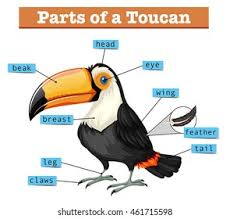 Parts of a Toucan
head
beak
eye
wing
breast
feather
tail
leg
claws
shutterstock.com · 461715598